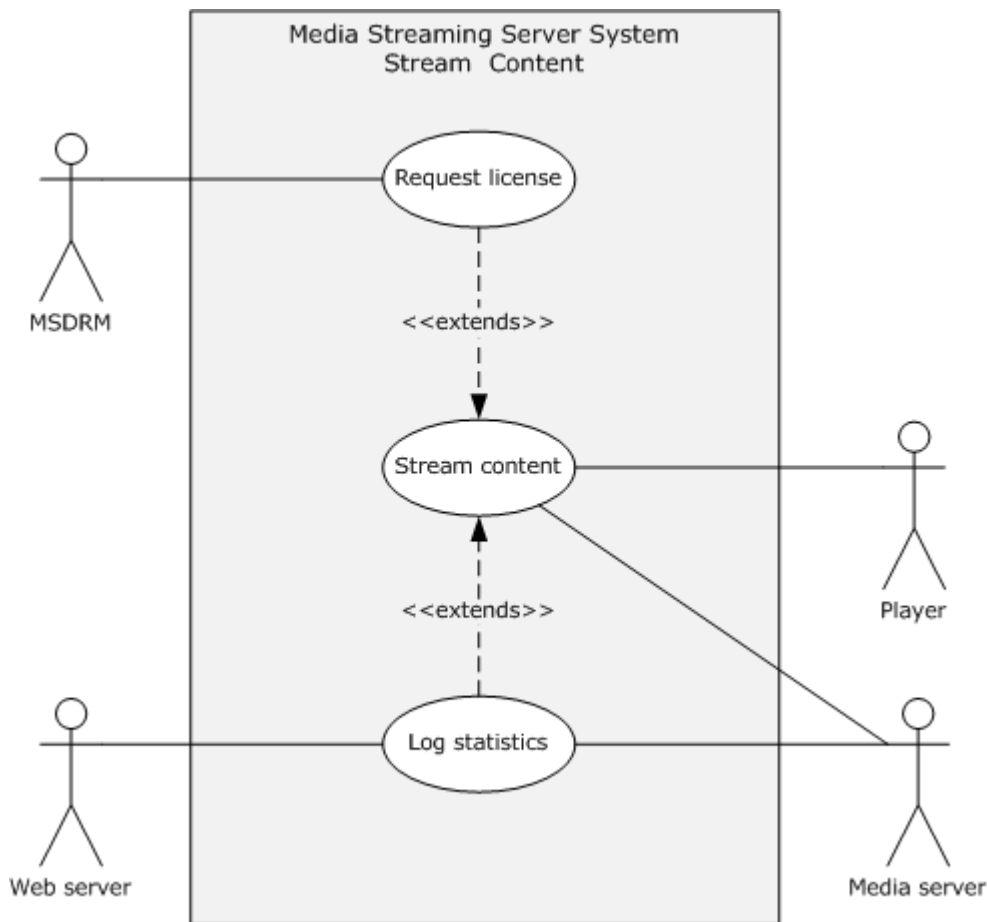 Media Streaming Server System
Stream Content
Request license
MSDRM
<<extends>>
Stream content
<<extends>>
Player
Log statistics
Web server
Media server